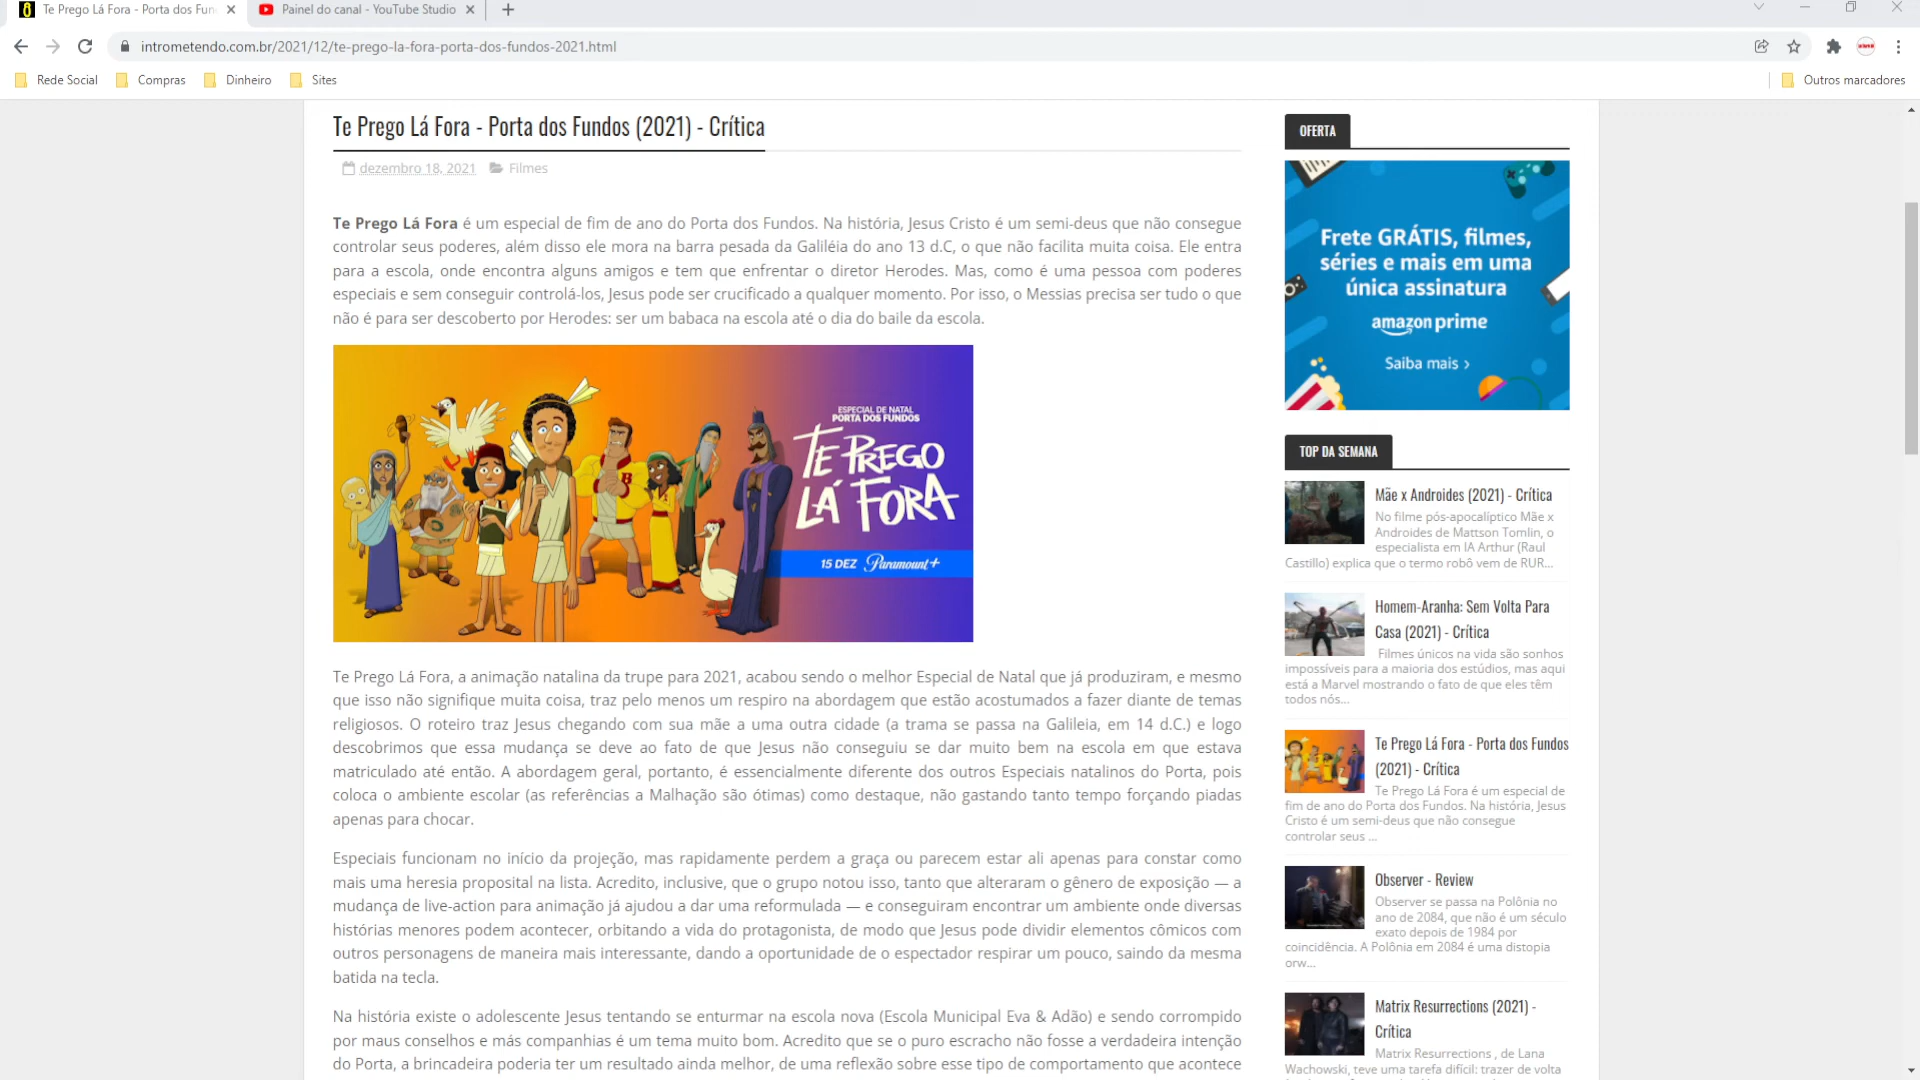 Te Prego Lá Fora - Porta dos Fun
Painel do canal - YouTube Studio
intrometendo.com.br/2021/12/te-prego-la-fora-porta-dos-fundos-2021.html
Rede Social
Compras
Dinheiro
Sites
Outros marcadores
Te Prego Lá Fora - Porta dos Fundos (2021) - Crítica
dezembro 18, 2021
Filmes
Te Prego Lá Fora é um especial de fim de ano do Porta dos Fundos. Na história, Jesus Cristo é um semi-deus que não consegue
controlar seus poderes, além disso ele mora na barra pesada da Galiléia do ano 13 d.C, o que não facilita muita coisa. Ele entra
para a escola, onde encontra alguns amigos e tem que enfrentar o diretor Herodes. Mas, como é uma pessoa com poderes
especiais e sem conseguir controlá-los, Jesus pode ser crucificado a qualquer momento. Por isso, o Messias precisa ser tudo o que
não é para ser descoberto por Herodes: ser um babaca na escola até o dia do baile da escola.
ESPECIAL DE NATAL
PORTA DOS FUNDOS
TE PREGO
LÁ FORA
15 DEZ Paramount+
Te Prego Lá Fora, a animação natalina da trupe para 2021, acabou sendo o melhor Especial de Natal que já produziram, e mesmo
que isso não signifique muita coisa, traz pelo menos um respiro na abordagem que estão acostumados a fazer diante de temas
religiosos. O roteiro traz Jesus chegando com sua mãe a uma outra cidade (a trama se passa na Galileia, em 14 d.C.) e logo
descobrimos que essa mudança se deve ao fato de que Jesus não conseguiu se dar muito bem na escola em que estava
matriculado até então. A abordagem geral, portanto, é essencialmente diferente dos outros Especiais natalinos do Porta, pois
coloca o ambiente escolar (as referências a Malhação são ótimas) como destaque, não gastando tanto tempo forçando piadas
apenas para chocar.
Especiais funcionam no início da projeção, mas rapidamente perdem a graça ou parecem estar ali apenas para constar como
mais uma heresia proposital na lista. Acredito, inclusive, que o grupo notou isso, tanto que alteraram o gênero de exposição — a
mudança de live-action para animação já ajudou a dar uma reformulada — e conseguiram encontrar um ambiente onde diversas
histórias menores podem acontecer, orbitando a vida do protagonista, de modo que Jesus pode dividir elementos cômicos com
outros personagens de maneira mais interessante, dando a oportunidade de o espectador respirar um pouco, saindo da mesma
batida na tecla.
Na história existe o adolescente Jesus tentando se enturmar na escola nova (Escola Municipal Eva & Adão) e sendo corrompido
por maus conselhos e más companhias é um tema muito bom. Acredito que se o puro escracho não fosse a verdadeira intenção
do Porta, a brincadeira poderia ter um resultado ainda melhor, de uma reflexão sobre esse tipo de comportamento que acontece
OFERTA
Frete GRÁTIS, filmes,
séries e mais em uma
única assinatura
amazon prime
Saiba mais ›
TOP DA SEMANA
Mãe x Androides (2021) - Crítica
No filme pós-apocalíptico Mãe x
Androides de Mattson Tomlin, o
especialista em IA Arthur (Raul
Castillo) explica que o termo robô vem de RUR...
Homem-Aranha: Sem Volta Para
Casa (2021) - Crítica
Filmes únicos na vida são sonhos
impossíveis para a maioria dos estúdios, mas aqui
está a Marvel mostrando o fato de que eles têm
todos nós...
Te Prego Lá Fora - Porta dos Fundos
(2021) - Crítica
Te Prego Lá Fora é um especial de
fim de ano do Porta dos Fundos. Na história, Jesus
Cristo é um semi-deus que não consegue
controlar seus ...
Observer - Review
Observer se passa na Polônia no
ano de 2084, que não é um século
exato depois de 1984 por
coincidência. A Polônia em 2084 é uma distopia
orw...
Matrix Resurrections (2021) -
Crítica
Matrix Resurrections , de Lana
Wachowski, teve uma tarefa difícil: trazer de volta